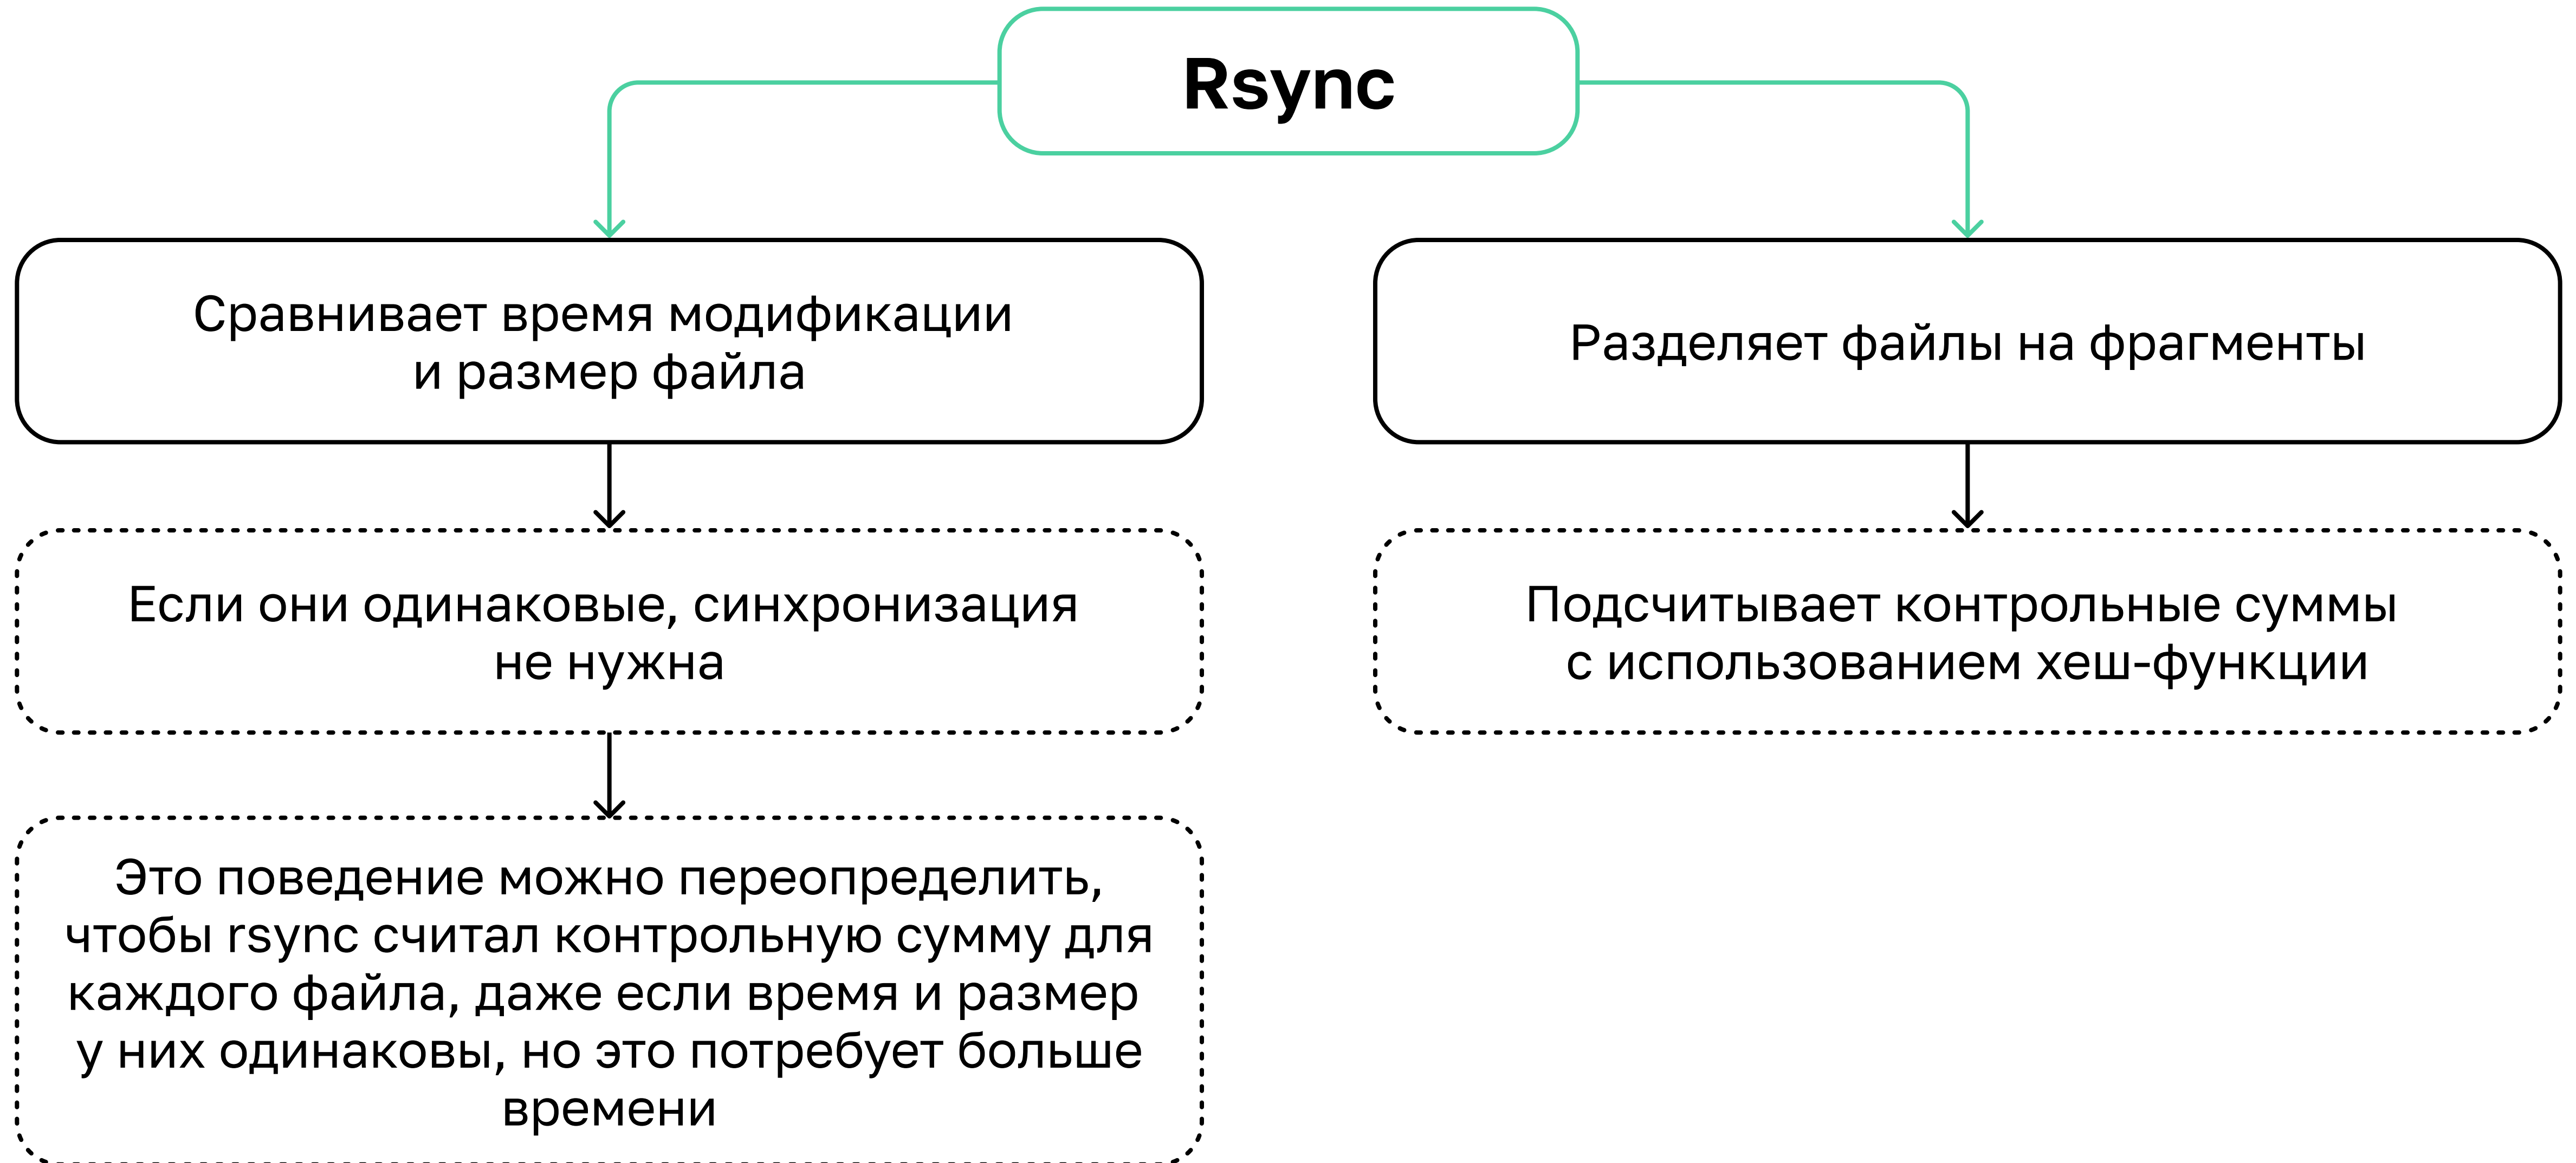 Rsync
Сравнивает время модификации
и размер файла
Если они одинаковые, синхронизация
не нужна
Это поведение можно переопределить,
чтобы rsync считал контрольную сумму для
каждого файла, даже если время и размер
у них одинаковы, но это потребует больше
времени
Разделяет файлы на фрагменты
Подсчитывает контрольные суммы
с использованием хеш-функции